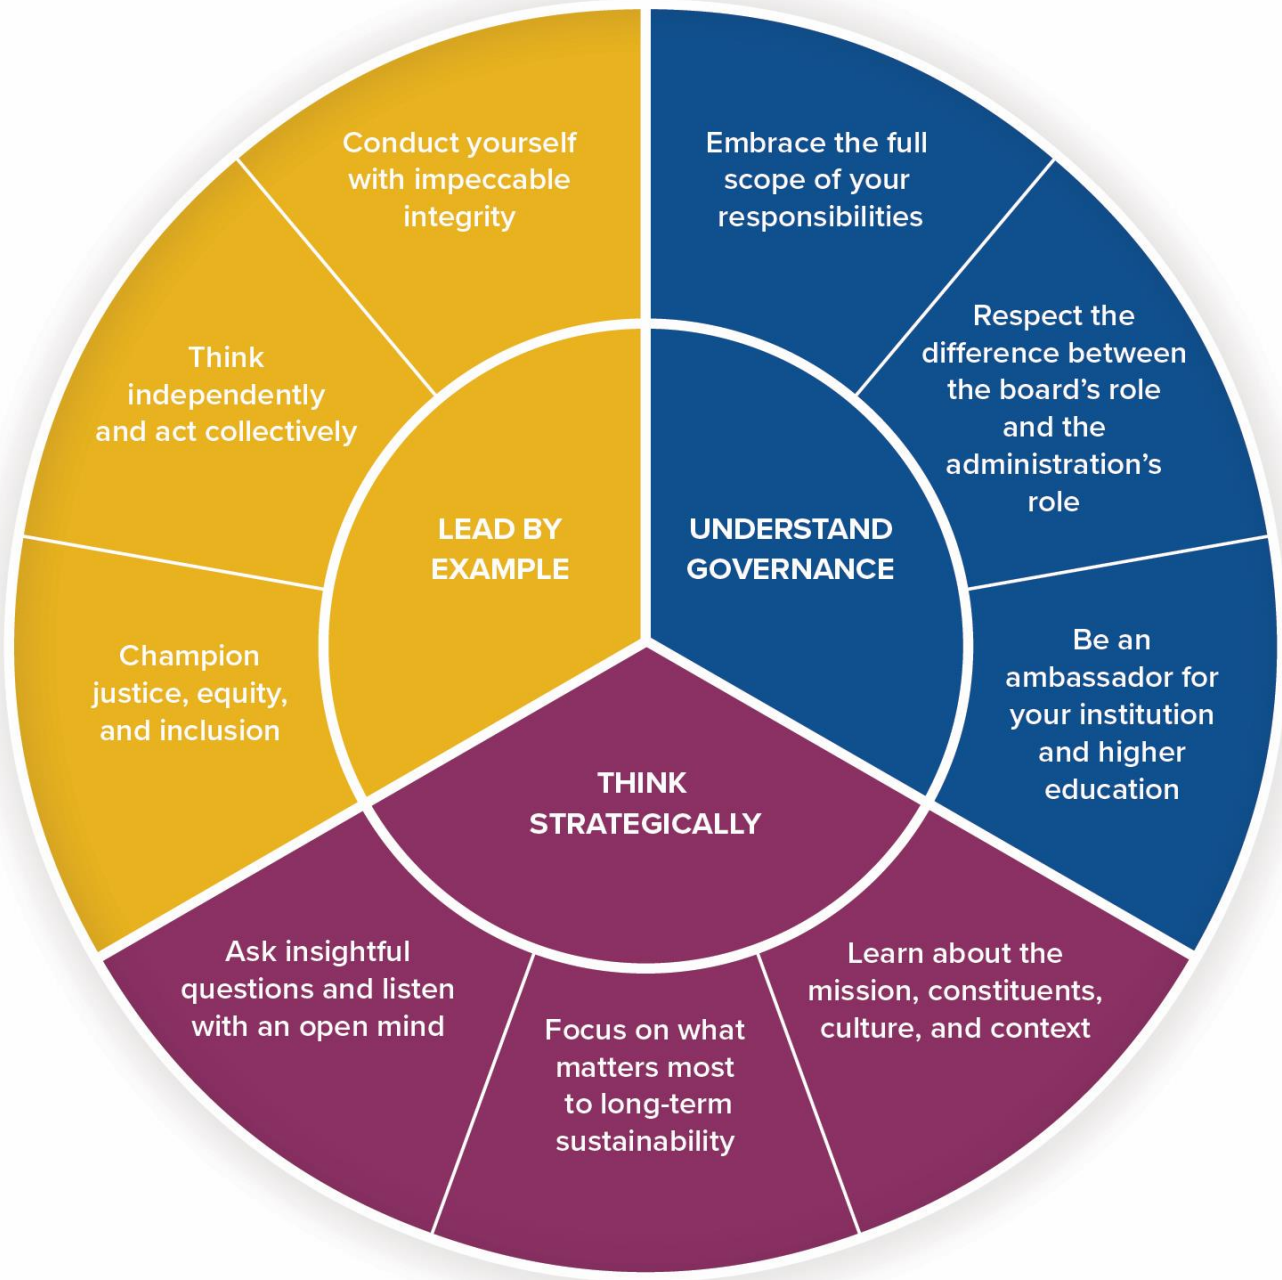 Conduct yourself
with impeccable
integrity
Embrace the full
scope of your
responsibilities
Think
independently
and act collectively
Respect the
difference between
the board’s role
and the
administration’s
role
LEAD BY
EXAMPLE
UNDERSTAND
GOVERNANCE
Champion
justice, equity,
and inclusion
Be an
ambassador for
your institution
and higher
education
THINK
STRATEGICALLY
Ask insightful
questions and listen
with an open mind
Focus on what
matters most
to long-term
sustainability
Learn about the
mission, constituents,
culture, and context